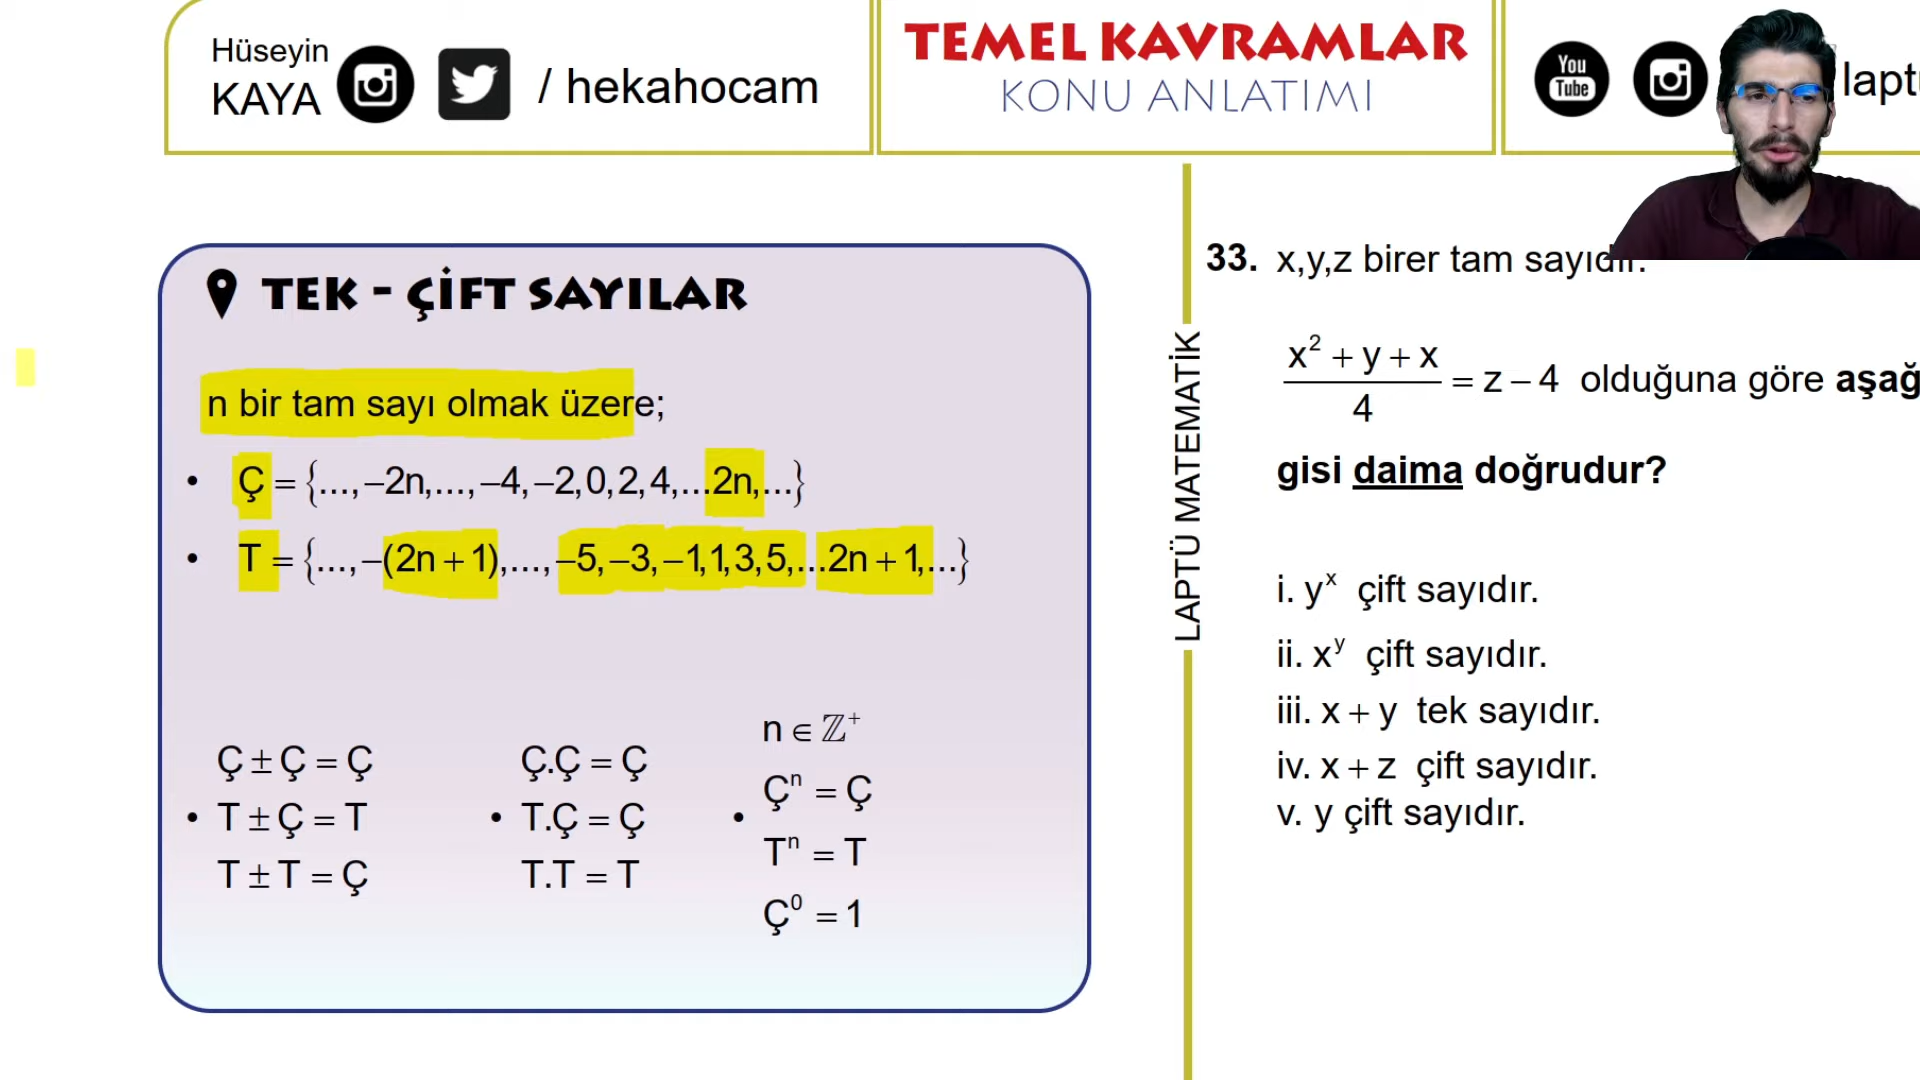 Hüseyin
KAYA
/ hekahocam
TEMEL KAVRAMLAR
KONU ANLATIMI
You
Tube
TEK - ÇİFT SAYILAR
n bir tam sayı olmak üzere;
• Ç = {...,–2n,...,–4,–2,0,2,4,...2n,...}
• T = {...,–(2n + 1),...,–5,–3,–1,1,3,5,...2n + 1,...}
Ç ± Ç = Ç
• T ± Ç = T
T ± T = Ç
Ç.Ç = Ç
• T.Ç = Ç
T.T = T
n ∈ ℤ⁺
• Çⁿ = Ç
Tⁿ = T
Ç⁰ = 1
LAPTÜ MATEMATİK
33. x,y,z birer tam sayıdır.
(x² + y + x)/4 = z – 4 olduğuna göre
gisi daima doğrudur?
i. yˣ çift sayıdır.
ii. xʸ çift sayıdır.
iii. x + y tek sayıdır.
iv. x + z çift sayıdır.
v. y çift sayıdır.